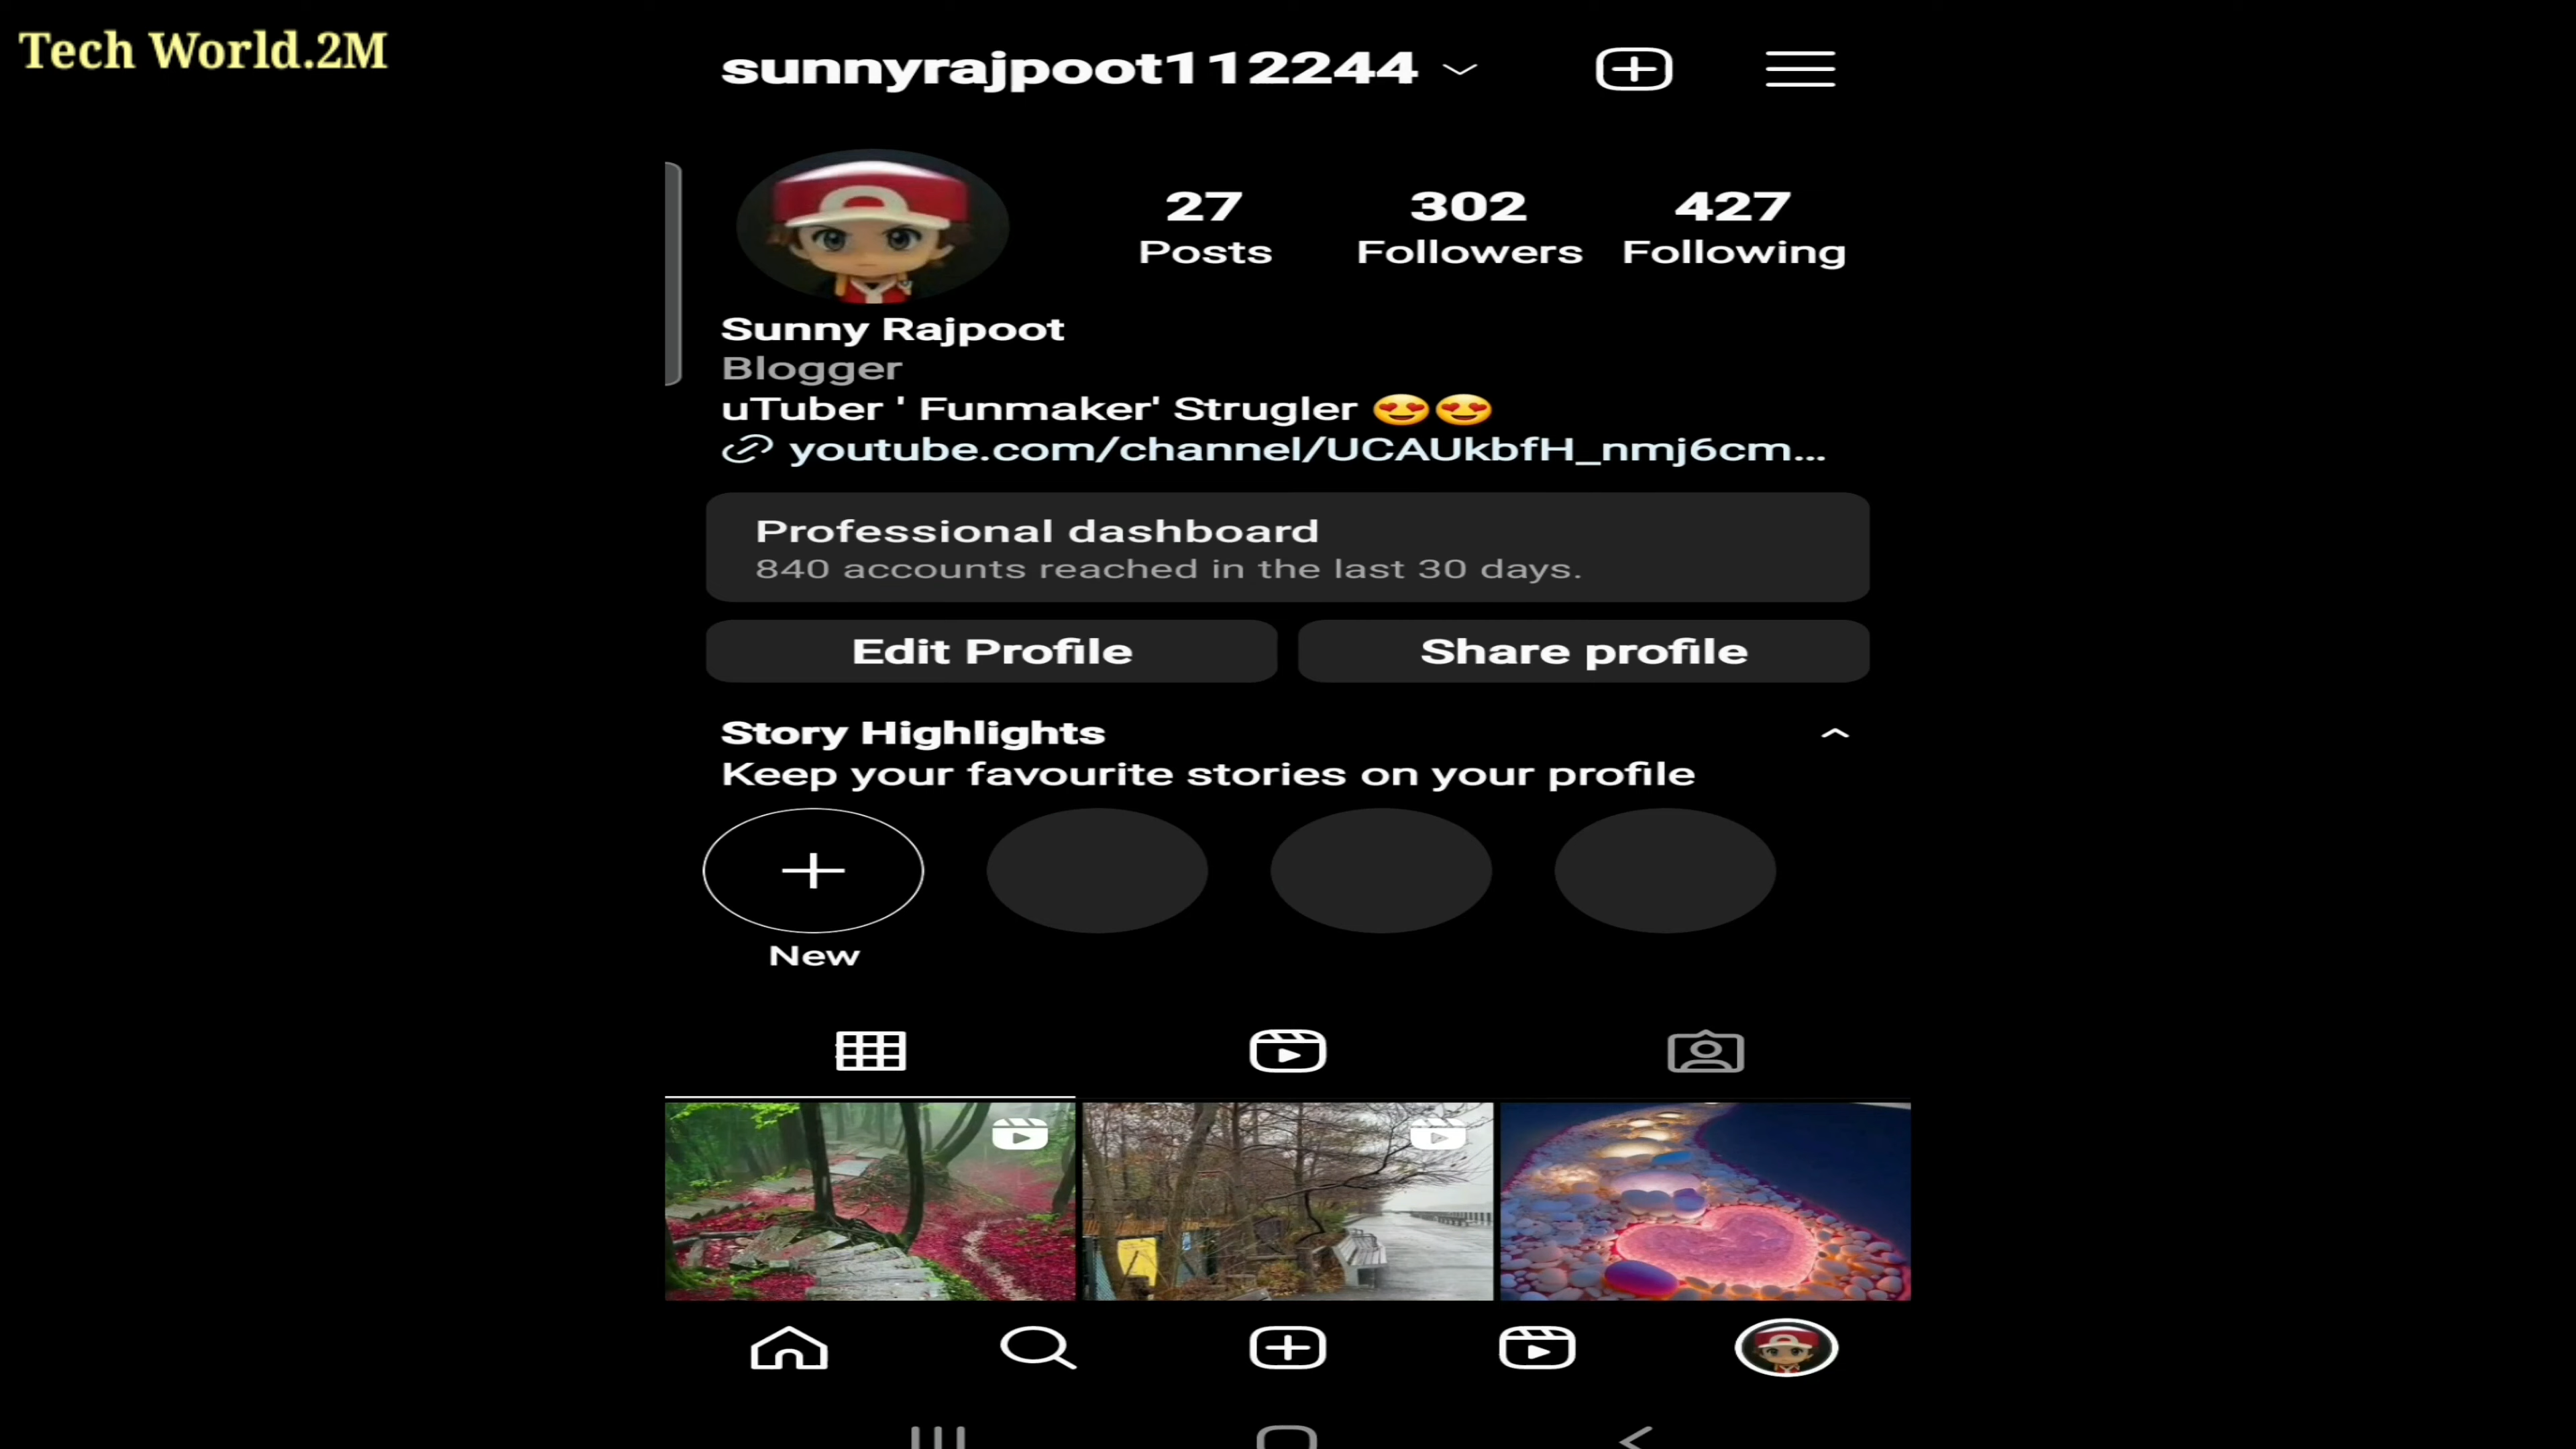 Tech World.2M
sunnyrajpoot112244
27 302 427
Posts Followers Following
Sunny Rajpoot
Blogger
uTuber ' Funmaker' Strugler 😍😍
youtube.com/channel/UCAUkbfH_nmj6cm...
Professional dashboard
840 accounts reached in the last 30 days.
Edit Profile Share profile
Story Highlights
Keep your favourite stories on your profile
New